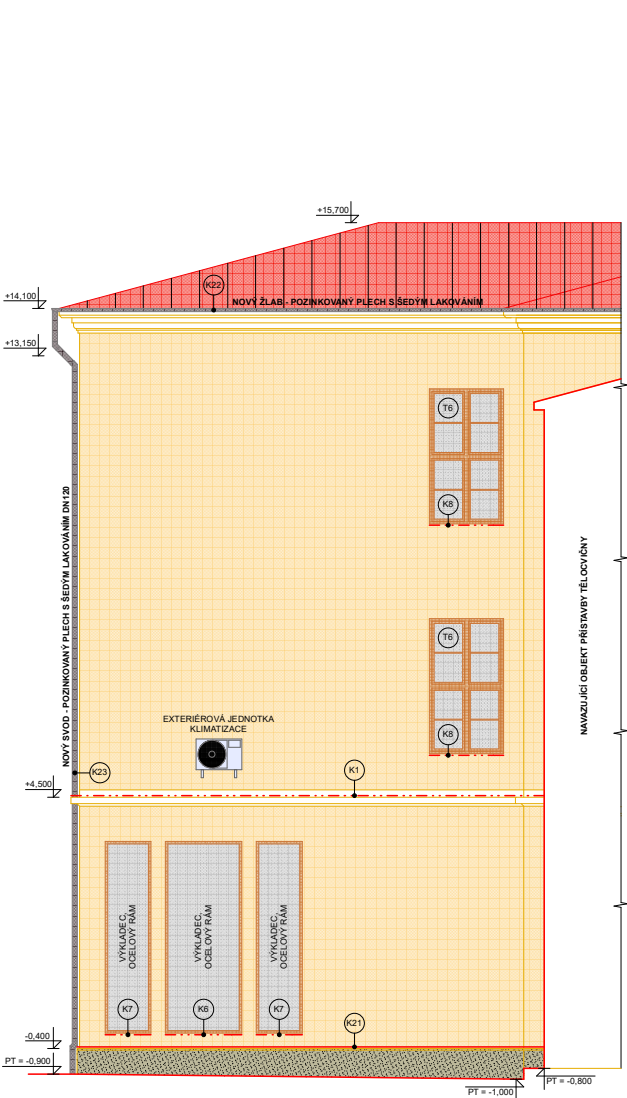 +15,700
K22
+14,100
NOVÝ ŽLAB - POZINKOVANÝ PLECH S ŠEDÝM LAKOVÁNÍM
+13,150
T6
K8
NOVÝ SVOD - POZINKOVANÝ PLECH S ŠEDÝM LAKOVÁNÍM DN120
NAVAZUJÍCÍ OBJEKT PŘÍSTAVBY TĚLOCVIČNY
T6
EXTERIÉROVÁ JEDNOTKA
KLIMATIZACE
K8
K23
K1
+4,500
VÝKLADEC,
OCELOVÝ RÁM
VÝKLADEC,
OCELOVÝ RÁM
VÝKLADEC,
OCELOVÝ RÁM
K7
K6
K7
K21
-0,400
PT = -0,900
PT = -0,800
PT = -1,000